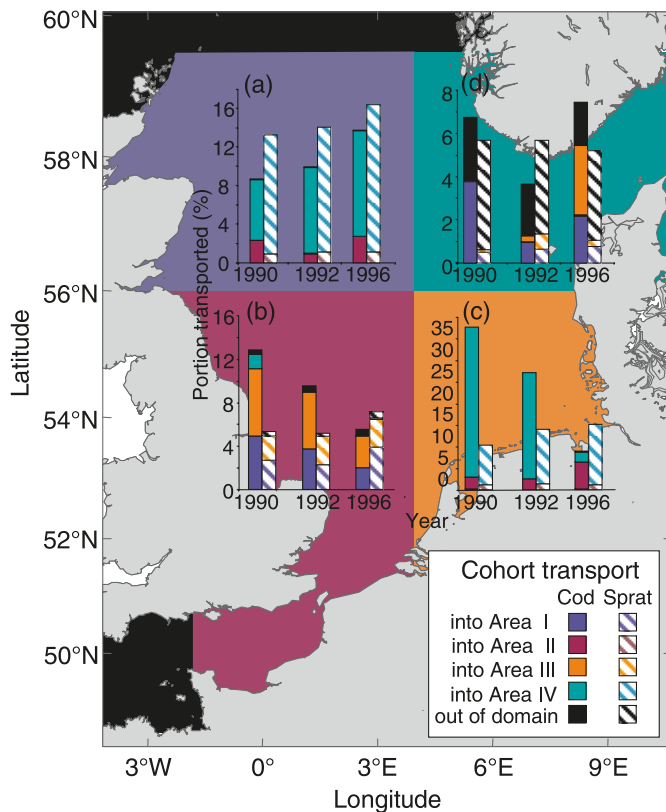 60°N
58°N
56°N
54°N
52°N
50°N
Latitude
3°W 0° 3°E 6°E 9°E
Longitude
Portion transported (%)
Year
(a)
16
12
8
4
0
1990 1992 1996
(d)
8
6
4
2
0
1990 1992 1996
(b)
16
12
8
4
0
1990 1992 1996
(c)
35
30
25
20
15
10
5
0
1990 1992 1996
Cohort transport
Cod Sprat
into Area I
into Area II
into Area III
into Area IV
out of domain